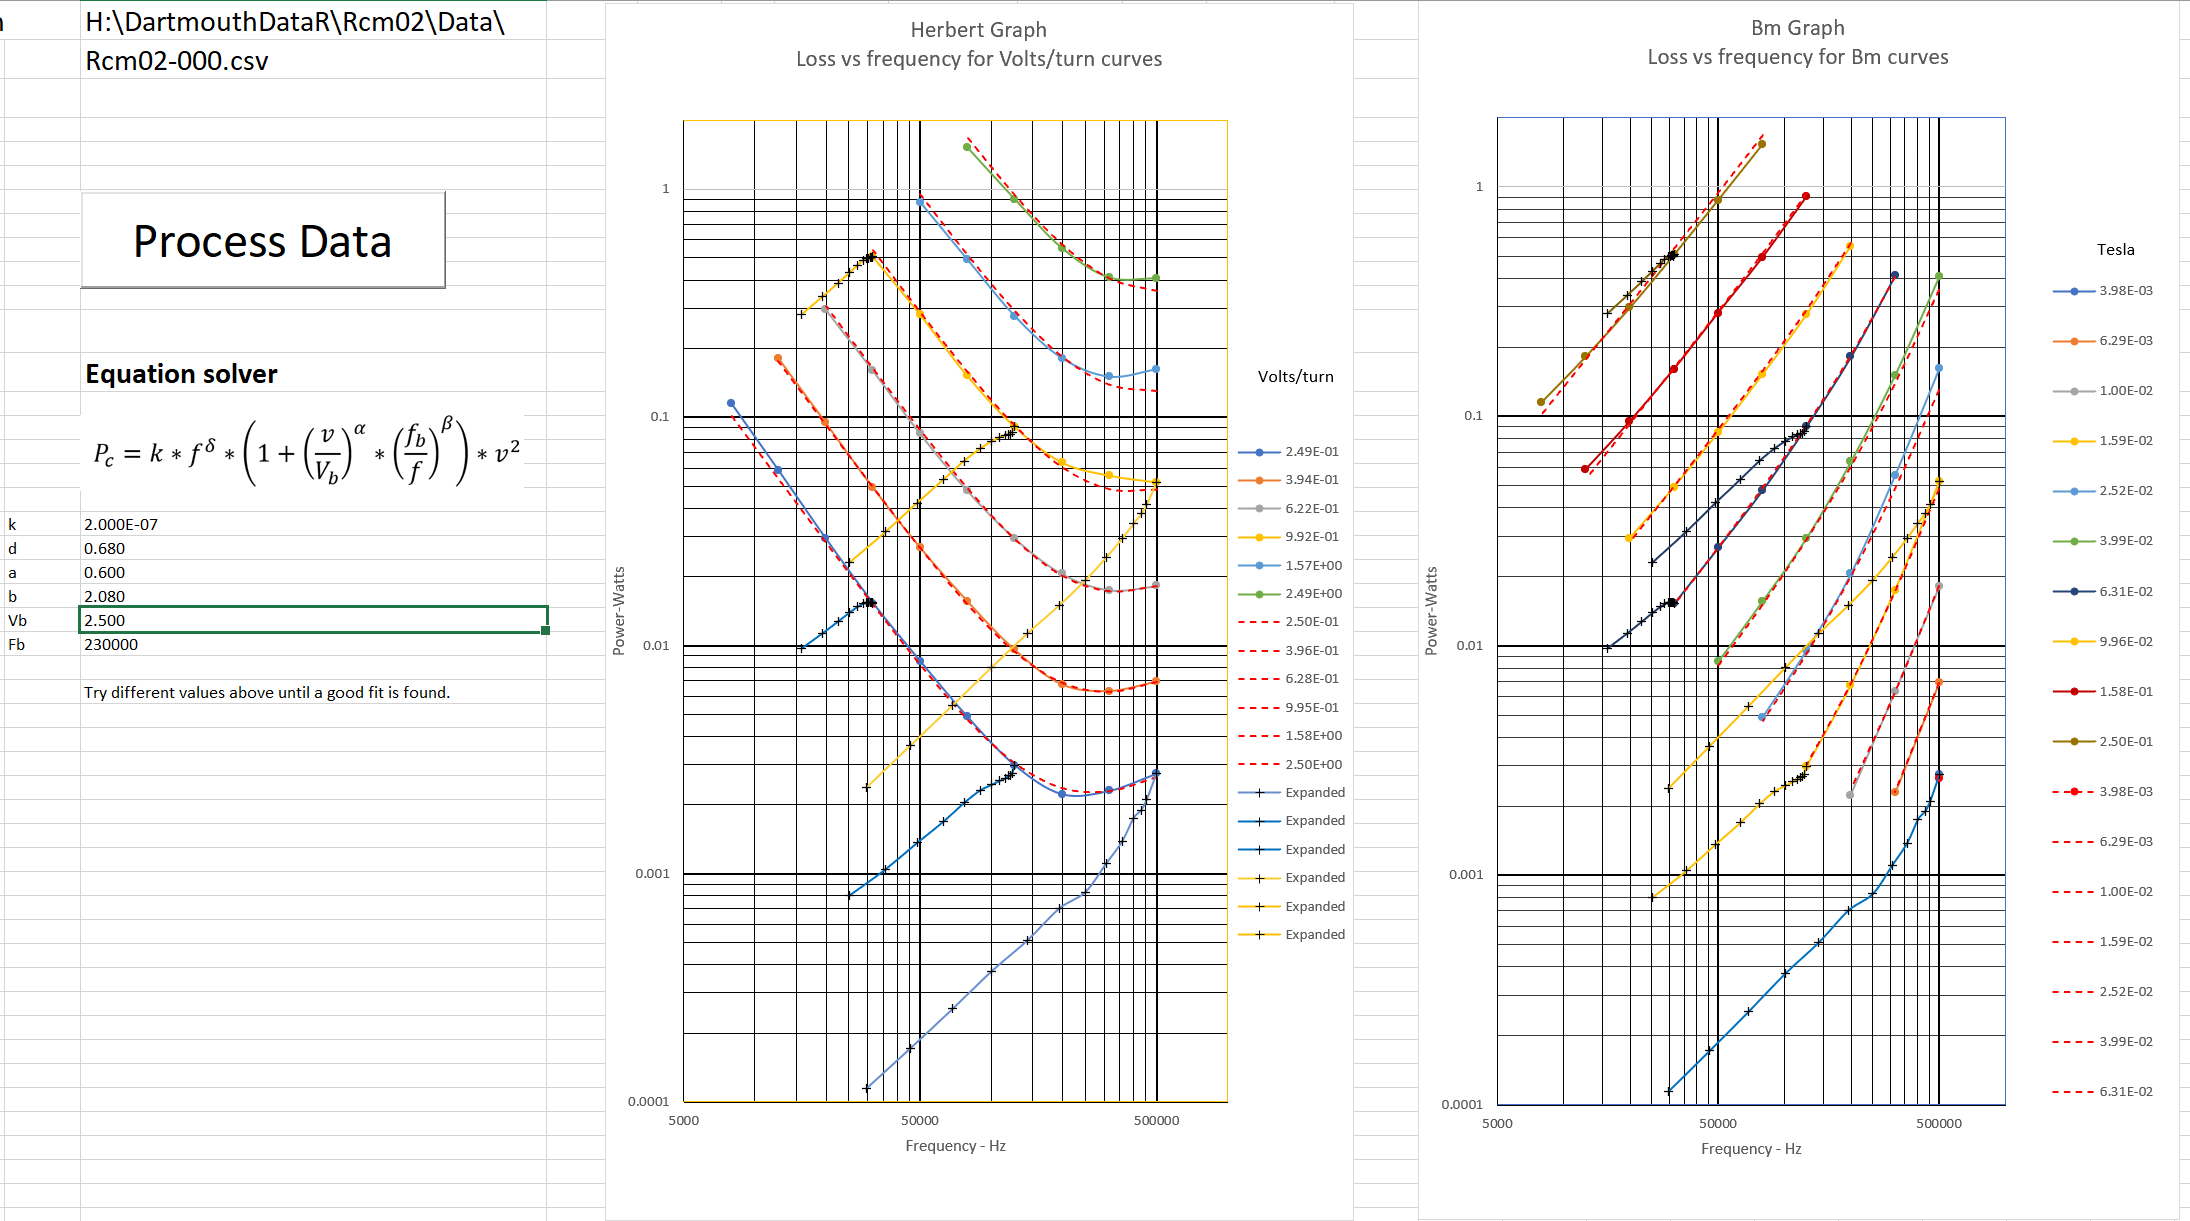 H:\DartmouthDataR\Rcm02\Data\
Rcm02-000.csv
Process Data
Equation solver
P_c = k ∗ f^δ ∗ (1 + (v/V_b)^α ∗ (f_b/f)^β) ∗ v^2
k 2.000E-07
d 0.680
a 0.600
b 2.080
Vb 2.500
Fb 230000
Try different values above until a good fit is found.
Herbert Graph
Loss vs frequency for Volts/turn curves
1
0.1
0.01
0.001
0.0001
Power-Watts
5000 50000 500000
Frequency - Hz
Volts/turn
2.49E-01
3.94E-01
6.22E-01
9.92E-01
1.57E+00
2.49E+00
2.50E-01
3.96E-01
6.28E-01
9.95E-01
1.58E+00
2.50E+00
Expanded
Expanded
Expanded
Expanded
Expanded
Expanded
Bm Graph
Loss vs frequency for Bm curves
1
0.1
0.01
0.001
0.0001
Power-Watts
5000 50000 500000
Frequency - Hz
Tesla
3.98E-03
6.29E-03
1.00E-02
1.59E-02
2.52E-02
3.99E-02
6.31E-02
9.96E-02
1.58E-01
2.50E-01
3.98E-03
6.29E-03
1.00E-02
1.59E-02
2.52E-02
3.99E-02
6.31E-02